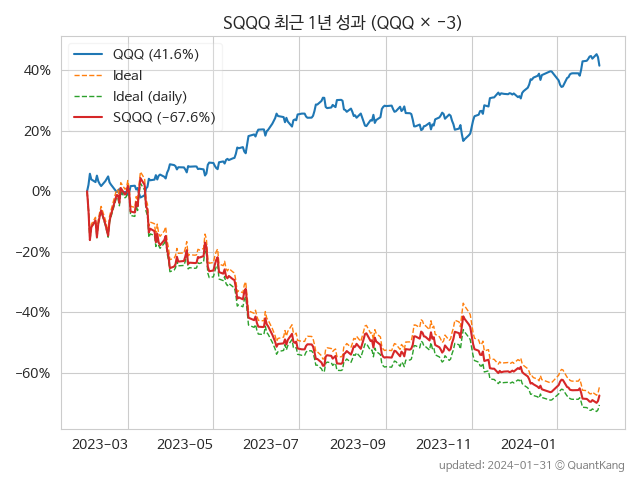 SQQQ 최근 1년 성과 (QQQ × −3)
QQQ (41.6%)
Ideal
Ideal (daily)
SQQQ (−67.6%)
40%
20%
0%
−20%
−40%
−60%
2023-03 2023-05 2023-07 2023-09 2023-11 2024-01
updated: 2024-01-31 © QuantKang